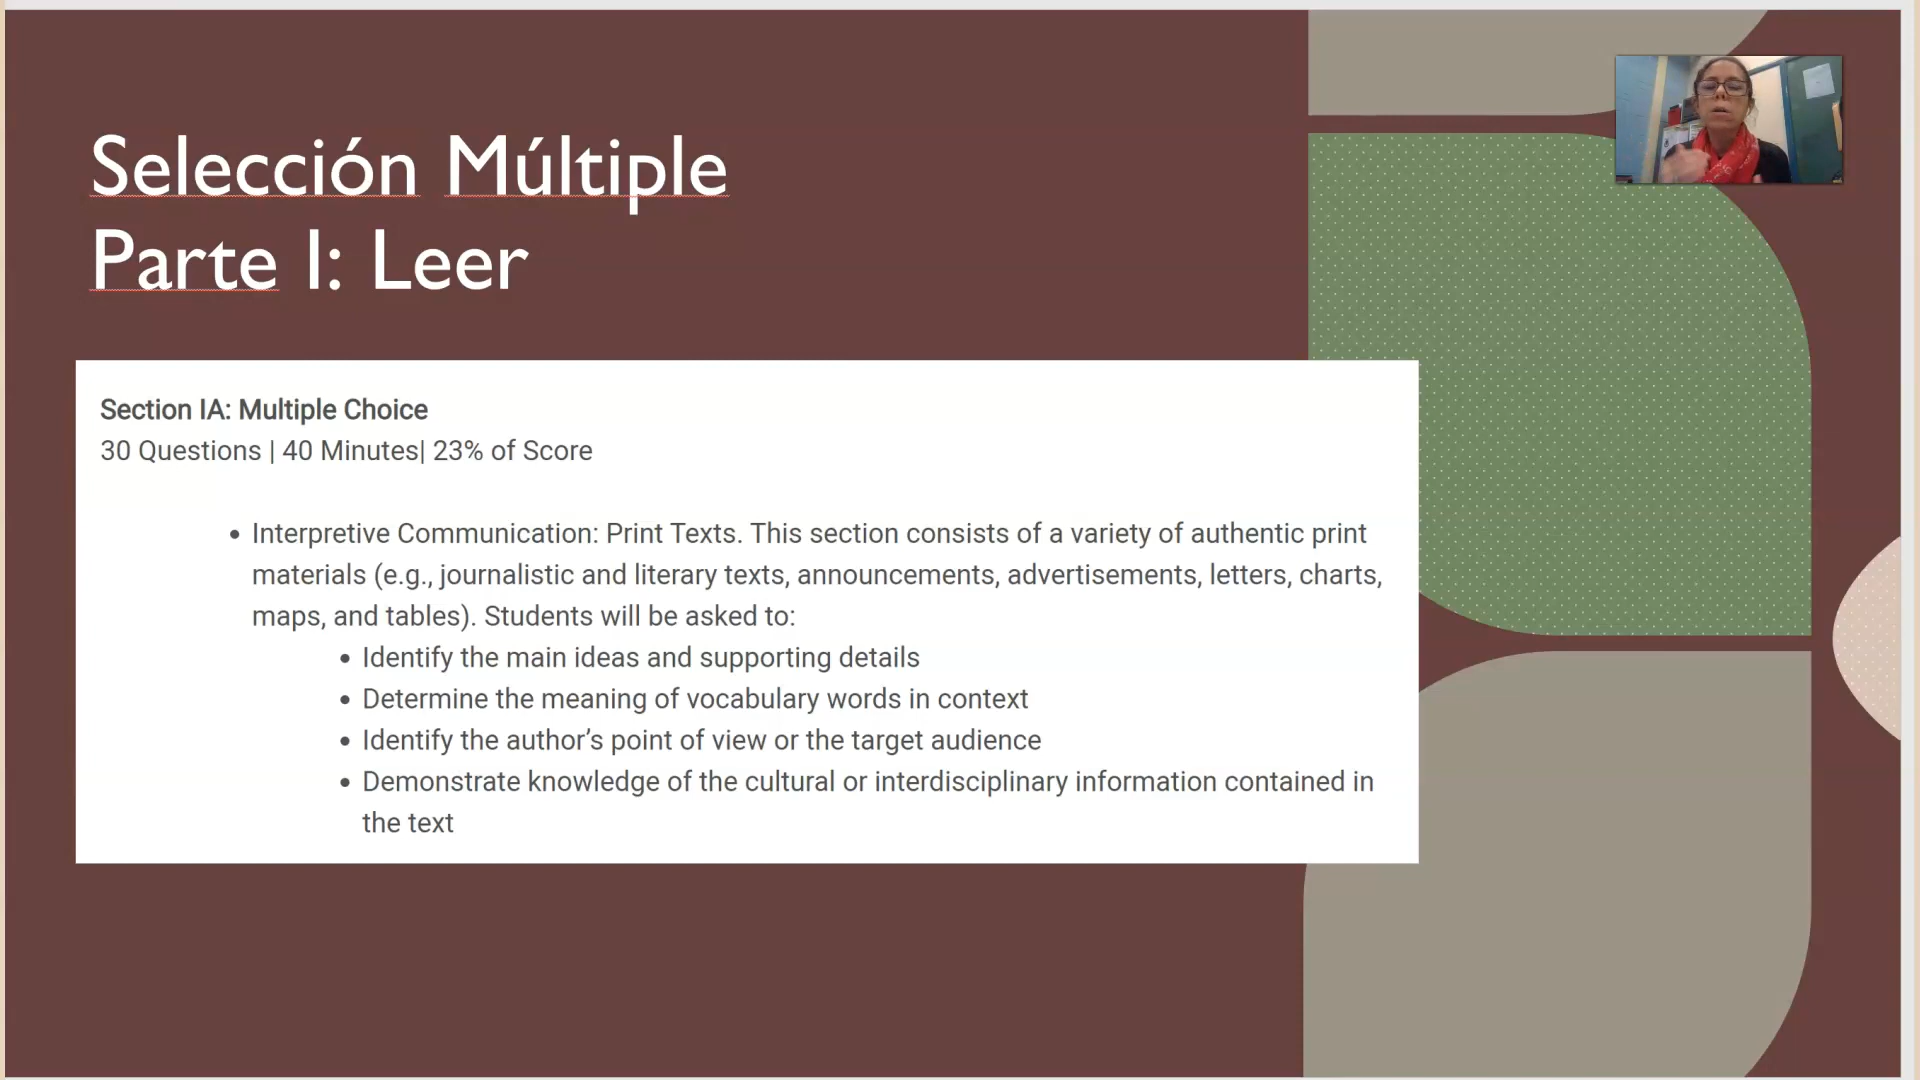 Selección Múltiple
Parte I: Leer
Section IA: Multiple Choice
30 Questions | 40 Minutes| 23% of Score
• Interpretive Communication: Print Texts. This section consists of a variety of authentic print
materials (e.g., journalistic and literary texts, announcements, advertisements, letters, charts,
maps, and tables). Students will be asked to:
• Identify the main ideas and supporting details
• Determine the meaning of vocabulary words in context
• Identify the author’s point of view or the target audience
• Demonstrate knowledge of the cultural or interdisciplinary information contained in
the text